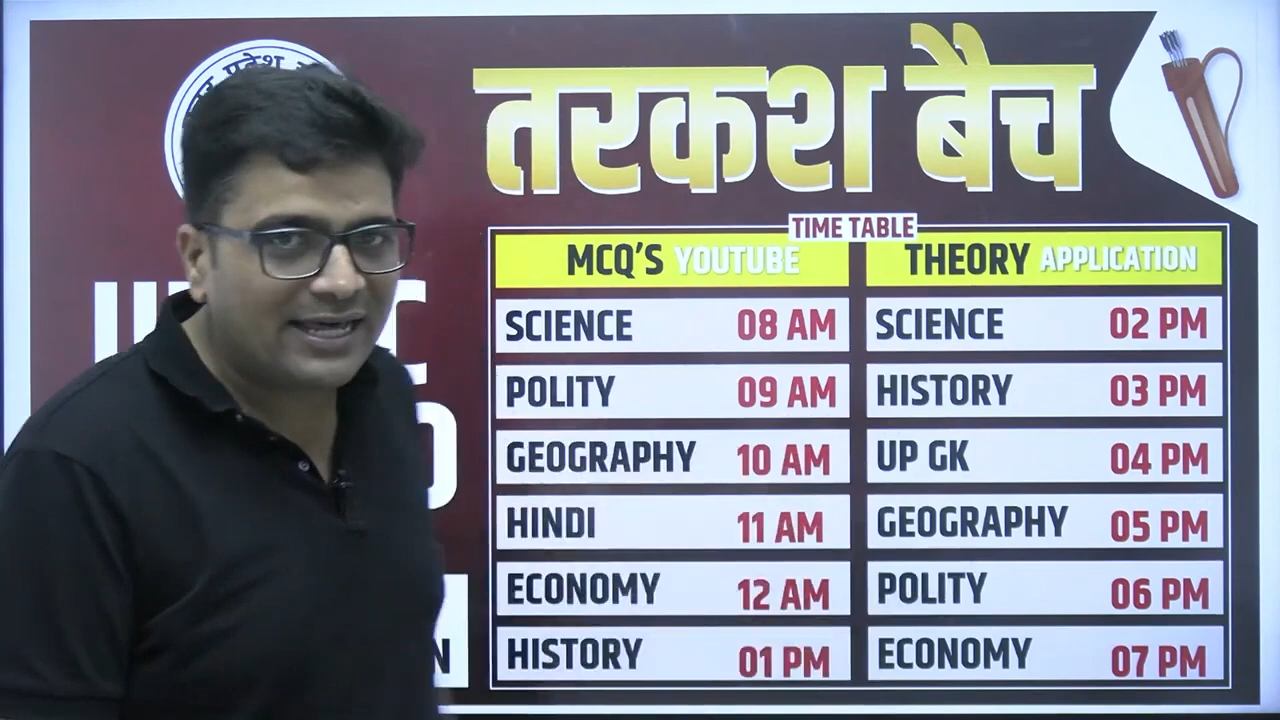 तरकश बैच
TIME TABLE
MCQ'S YOUTUBE
SCIENCE 08 AM
POLITY 09 AM
GEOGRAPHY 10 AM
HINDI 11 AM
ECONOMY 12 AM
HISTORY 01 PM
THEORY APPLICATION
SCIENCE 02 PM
HISTORY 03 PM
UP GK 04 PM
GEOGRAPHY 05 PM
POLITY 06 PM
ECONOMY 07 PM